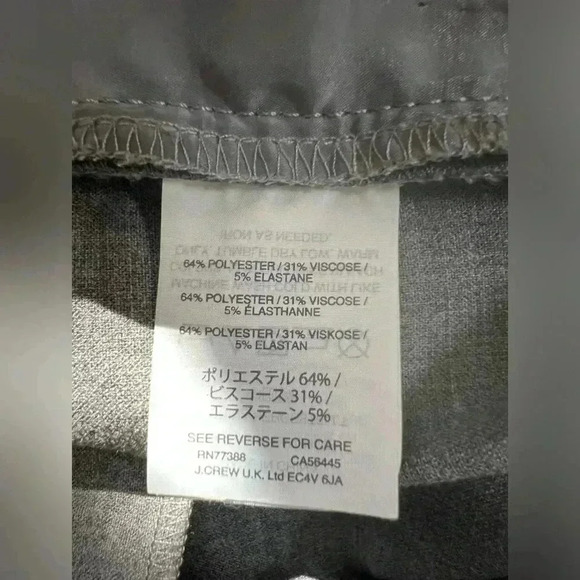 64% POLYESTER / 31% VISCOSE /
5% ELASTANE
64% POLYESTER / 31% VISCOSE /
5% ÉLASTHANNE
64% POLYESTER / 31% VISKOSE /
5% ELASTAN
ポリエステル 64% /
ビスコース 31% /
エラステーン 5%
SEE REVERSE FOR CARE
RN77388 CA56445
J.CREW U.K. Ltd EC4V 6JA